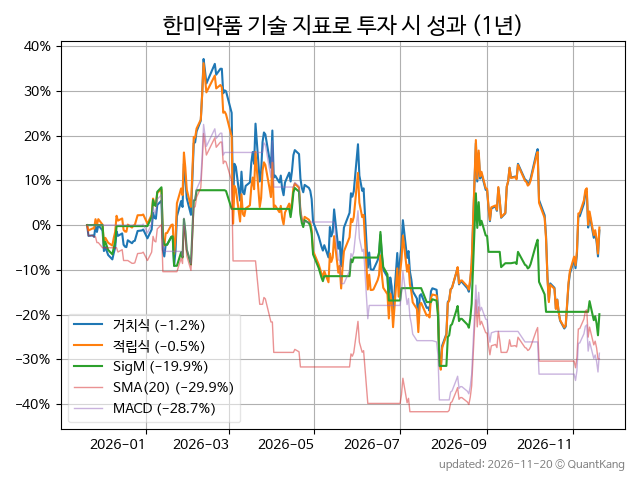 한미약품 기술 지표로 투자 시 성과 (1년)
40%
30%
20%
10%
0%
−10%
−20%
−30%
−40%
거치식 (−1.2%)
적립식 (−0.5%)
SigM (−19.9%)
SMA(20) (−29.9%)
MACD (−28.7%)
2026−01
2026−03
2026−05
2026−07
2026−09
2026−11
updated: 2026−11−20 © QuantKang